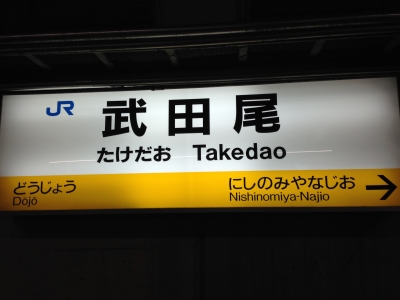 JR
武田尾
たけだお Takedao
どうじょう にしのみやなじお
Dōjō Nishinomiya-Najio